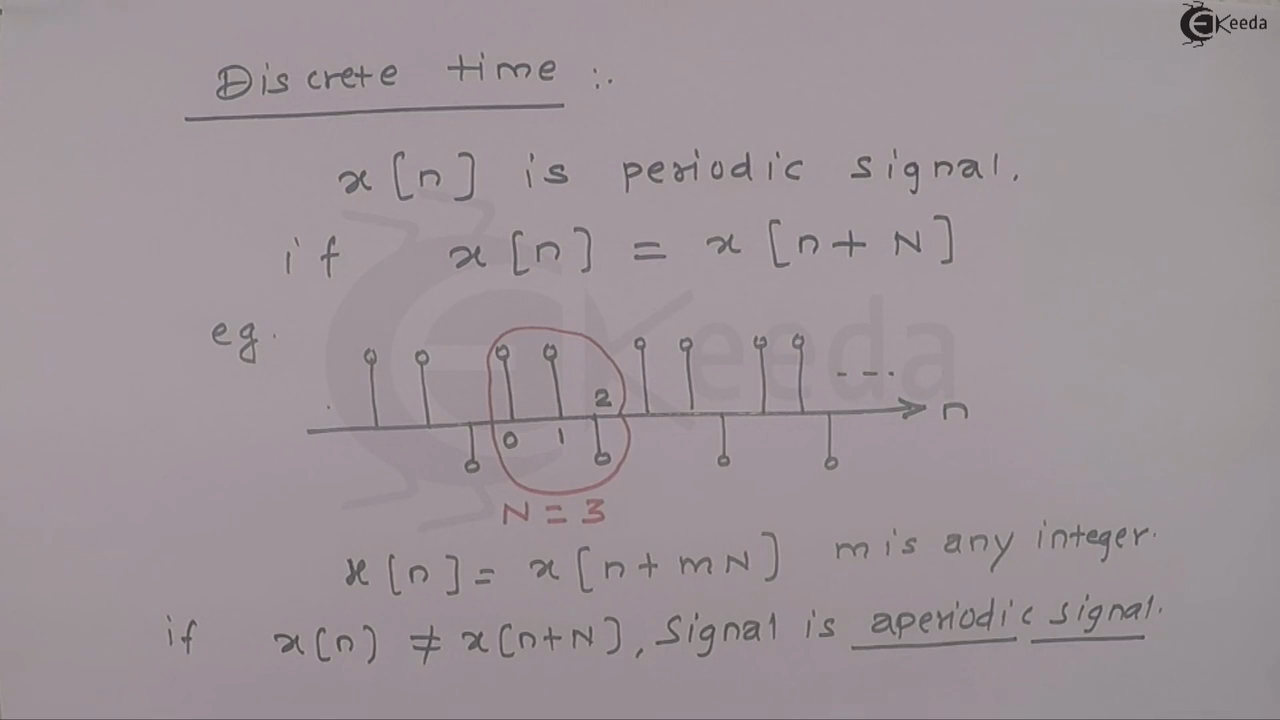 Keeda
Discrete time :.
x[n] is periodic signal.
if x[n] = x[n+N]
eg.
2
---.
n
0 1
N = 3
x[n] = x[n+mN] m is any integer.
if x[n] ≠ x[n+N], Signal is aperiodic signal.